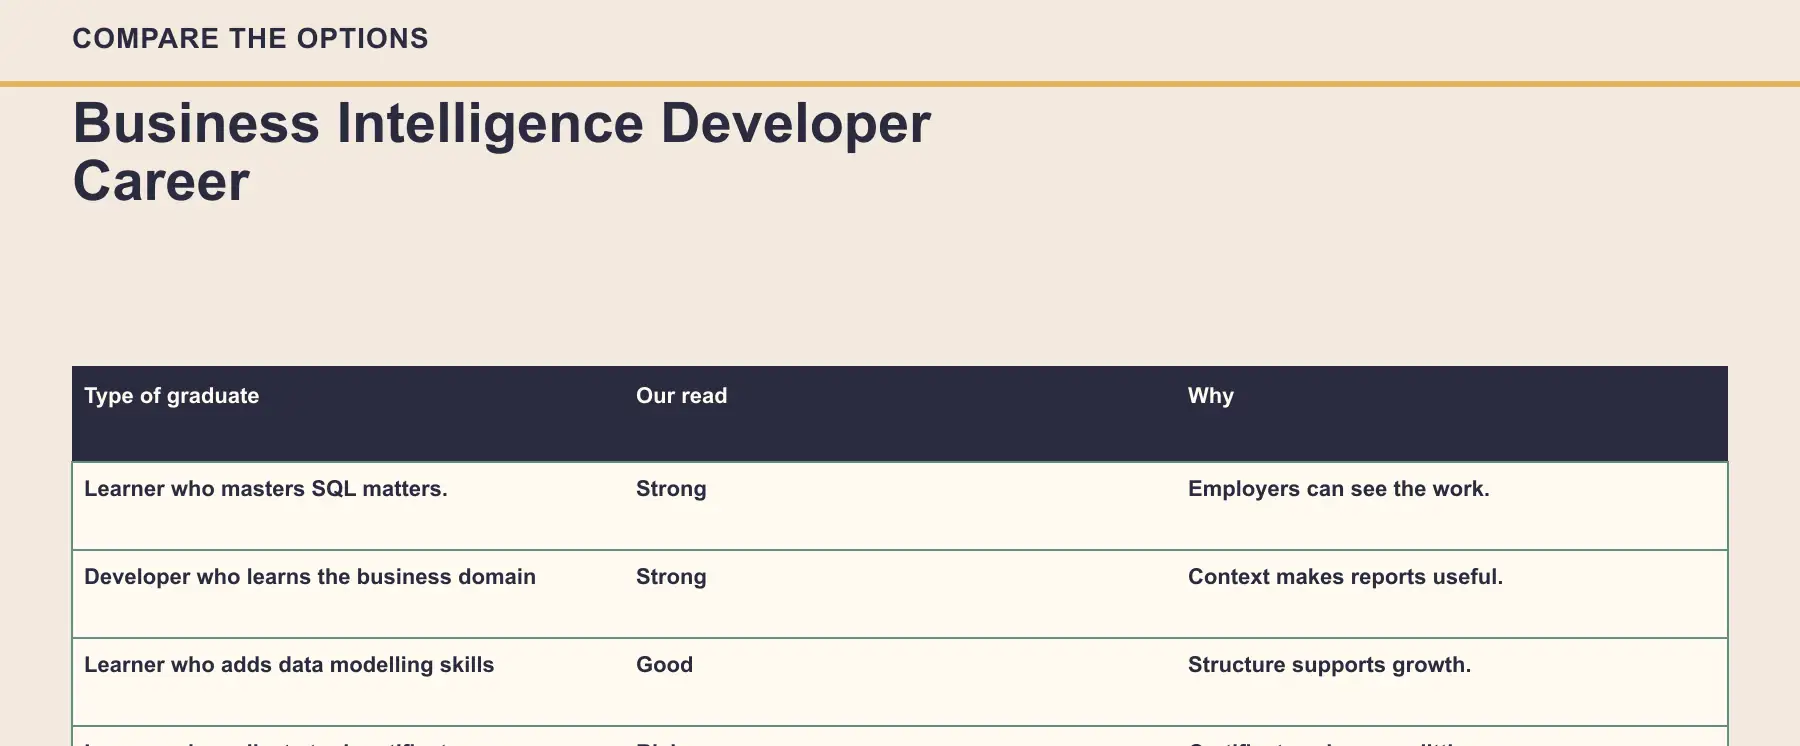 COMPARE THE OPTIONS
Business Intelligence Developer
Career
Type of graduate Our read Why
Learner who masters SQL matters. Strong Employers can see the work.
Developer who learns the business domain Strong Context makes reports useful.
Learner who adds data modelling skills Good Structure supports growth.